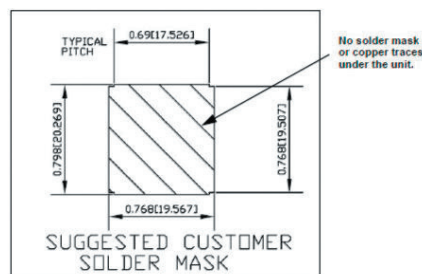 TYPICAL
PITCH
0.69[17.526]
No solder mask
or copper traces
under the unit.
0.798[20.269]
0.768[19.507]
0.768[19.567]
SUGGESTED CUSTOMER
SOLDER MASK